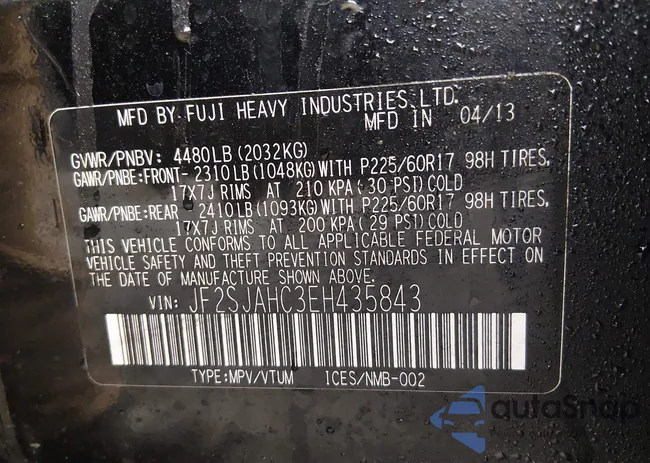 MFD BY FUJI HEAVY INDUSTRIES, LTD.
MFD IN 04/13
GVWR/PNBV: 4480LB(2032KG)
GAWR/PNBE:FRONT-2310LB(1048KG)WITH P225/60R17 98H TIRES,
17X7J RIMS AT 210 KPA( 30 PSI)COLD
GAWR/PNBE:REAR - 2410LB(1093KG)WITH P225/60R17 98H TIRES,
17X7J RIMS AT 200 KPA( 29 PSI)COLD
THIS VEHICLE CONFORMS TO ALL APPLICABLE FEDERAL MOTOR
VEHICLE SAFETY AND THEFT PREVENTION STANDARDS IN EFFECT ON
THE DATE OF MANUFACTURE SHOWN ABOVE.
VIN: JF2SJAHC3EH435843
TYPE:MPV/VTUM ICES/NMB-002
autaSnap